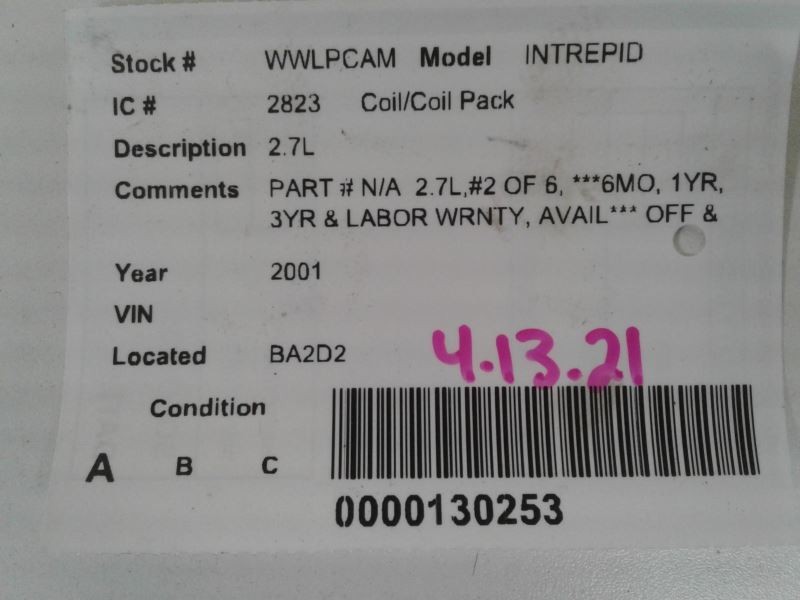 Stock # WWLPCAM Model INTREPID
IC # 2823 Coil/Coil Pack
Description 2.7L
Comments PART # N/A 2.7L,#2 OF 6, ***6MO, 1YR,
3YR & LABOR WRNTY, AVAIL*** OFF &
Year 2001
VIN
Located BA2D2 4.13.21
Condition
A B C
0000130253